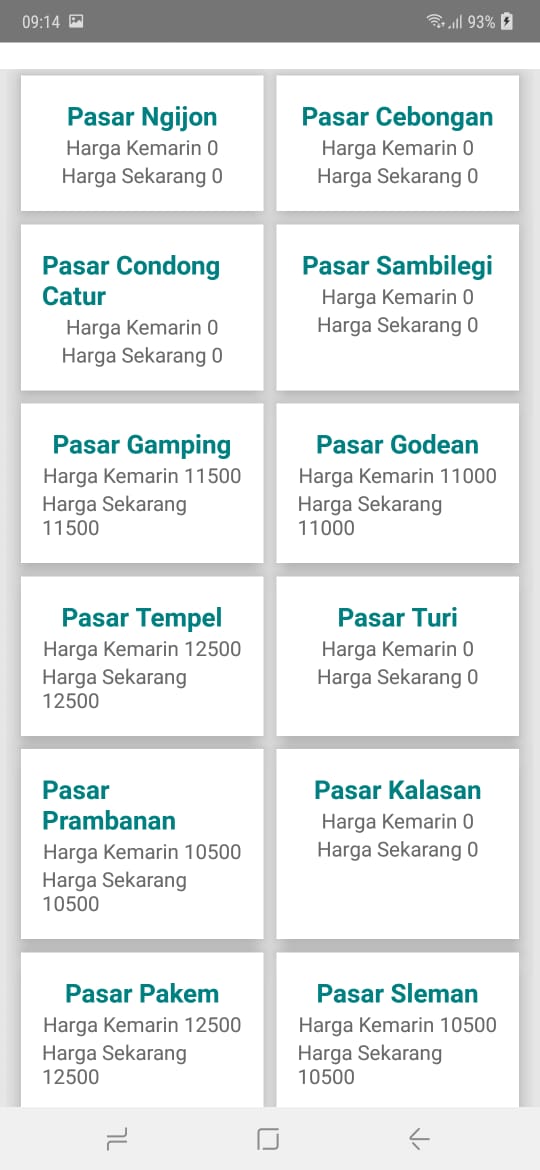 09:14
93%
Pasar Ngijon
Harga Kemarin 0
Harga Sekarang 0
Pasar Cebongan
Harga Kemarin 0
Harga Sekarang 0
Pasar Condong
Catur
Harga Kemarin 0
Harga Sekarang 0
Pasar Sambilegi
Harga Kemarin 0
Harga Sekarang 0
Pasar Gamping
Harga Kemarin 11500
Harga Sekarang
11500
Pasar Godean
Harga Kemarin 11000
Harga Sekarang
11000
Pasar Tempel
Harga Kemarin 12500
Harga Sekarang
12500
Pasar Turi
Harga Kemarin 0
Harga Sekarang 0
Pasar
Prambanan
Harga Kemarin 10500
Harga Sekarang
10500
Pasar Kalasan
Harga Kemarin 0
Harga Sekarang 0
Pasar Pakem
Harga Kemarin 12500
Harga Sekarang
12500
Pasar Sleman
Harga Kemarin 10500
Harga Sekarang
10500